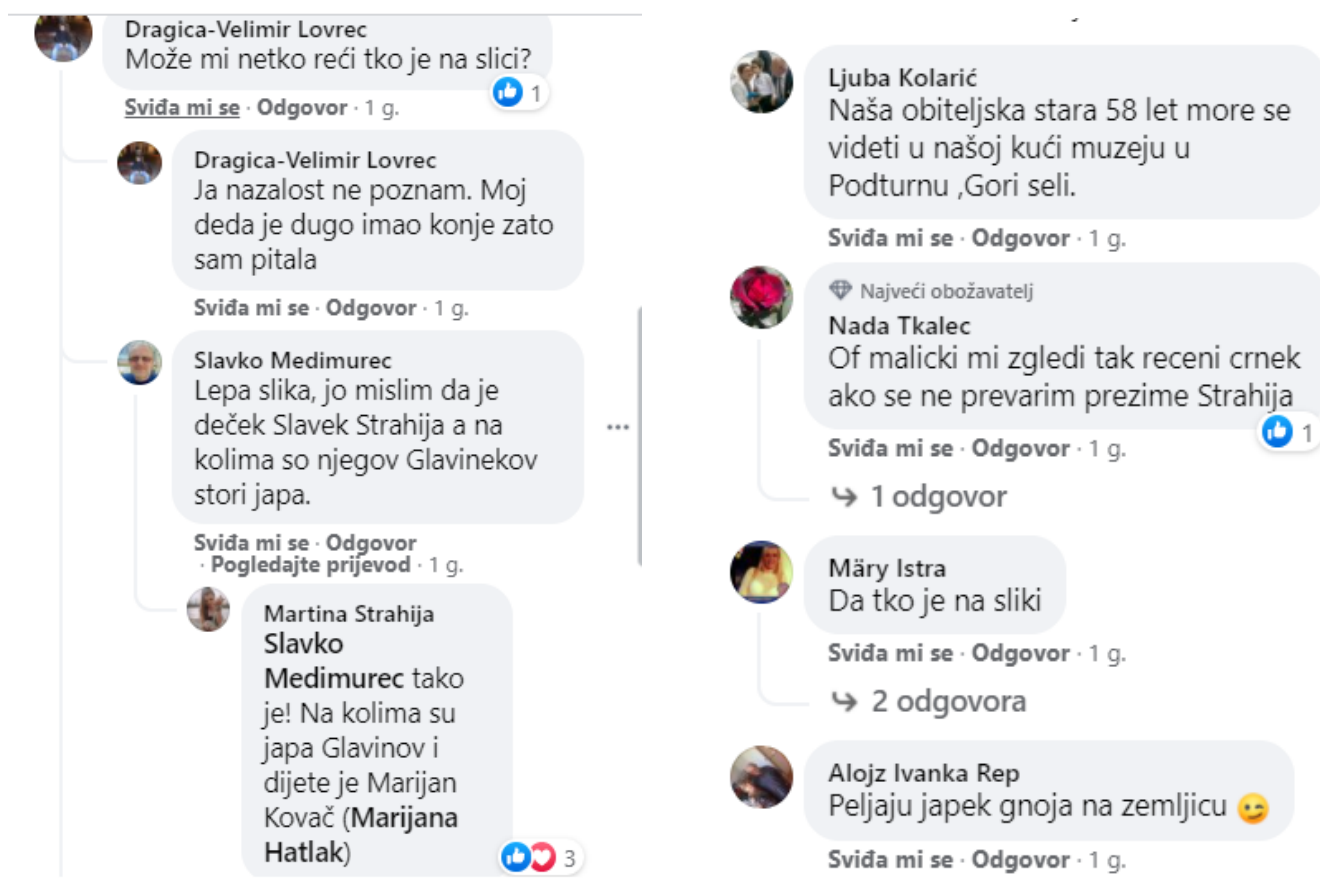 Dragica-Velimir Lovrec
Može mi netko reći tko je na slici?
1
Sviđa mi se · Odgovor · 1 g.
Dragica-Velimir Lovrec
Ja nazalost ne poznam. Moj
deda je dugo imao konje zato
sam pitala
Sviđa mi se · Odgovor · 1 g.
Slavko Medimurec
Lepa slika, jo mislim da je
deček Slavek Strahija a na
kolima so njegov Glavinekov
stori japa.
Sviđa mi se · Odgovor
· Pogledajte prijevod · 1 g.
Martina Strahija
Slavko
Medimurec tako
je! Na kolima su
japa Glavinov i
dijete je Marijan
Kovač (Marijana
Hatlak)
3
Ljuba Kolarić
Naša obiteljska stara 58 let more se
videti u našoj kući muzeju u
Podturnu ,Gori seli.
Sviđa mi se · Odgovor · 1 g.
Najveći obožavatelj
Nada Tkalec
Of malicki mi zgledi tak receni crnek
ako se ne prevarim prezime Strahija
1
Sviđa mi se · Odgovor · 1 g.
1 odgovor
Märy Istra
Da tko je na sliki
Sviđa mi se · Odgovor · 1 g.
2 odgovora
Alojz Ivanka Rep
Peljaju japek gnoja na zemljicu 😉
Sviđa mi se · Odgovor · 1 g.